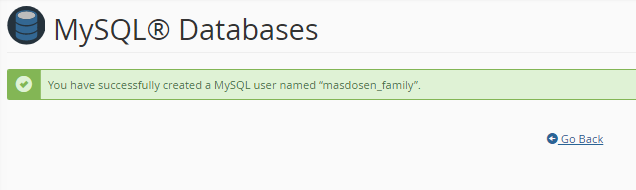 MySQL® Databases
You have successfully created a MySQL user named “masdosen_family”.
Go Back